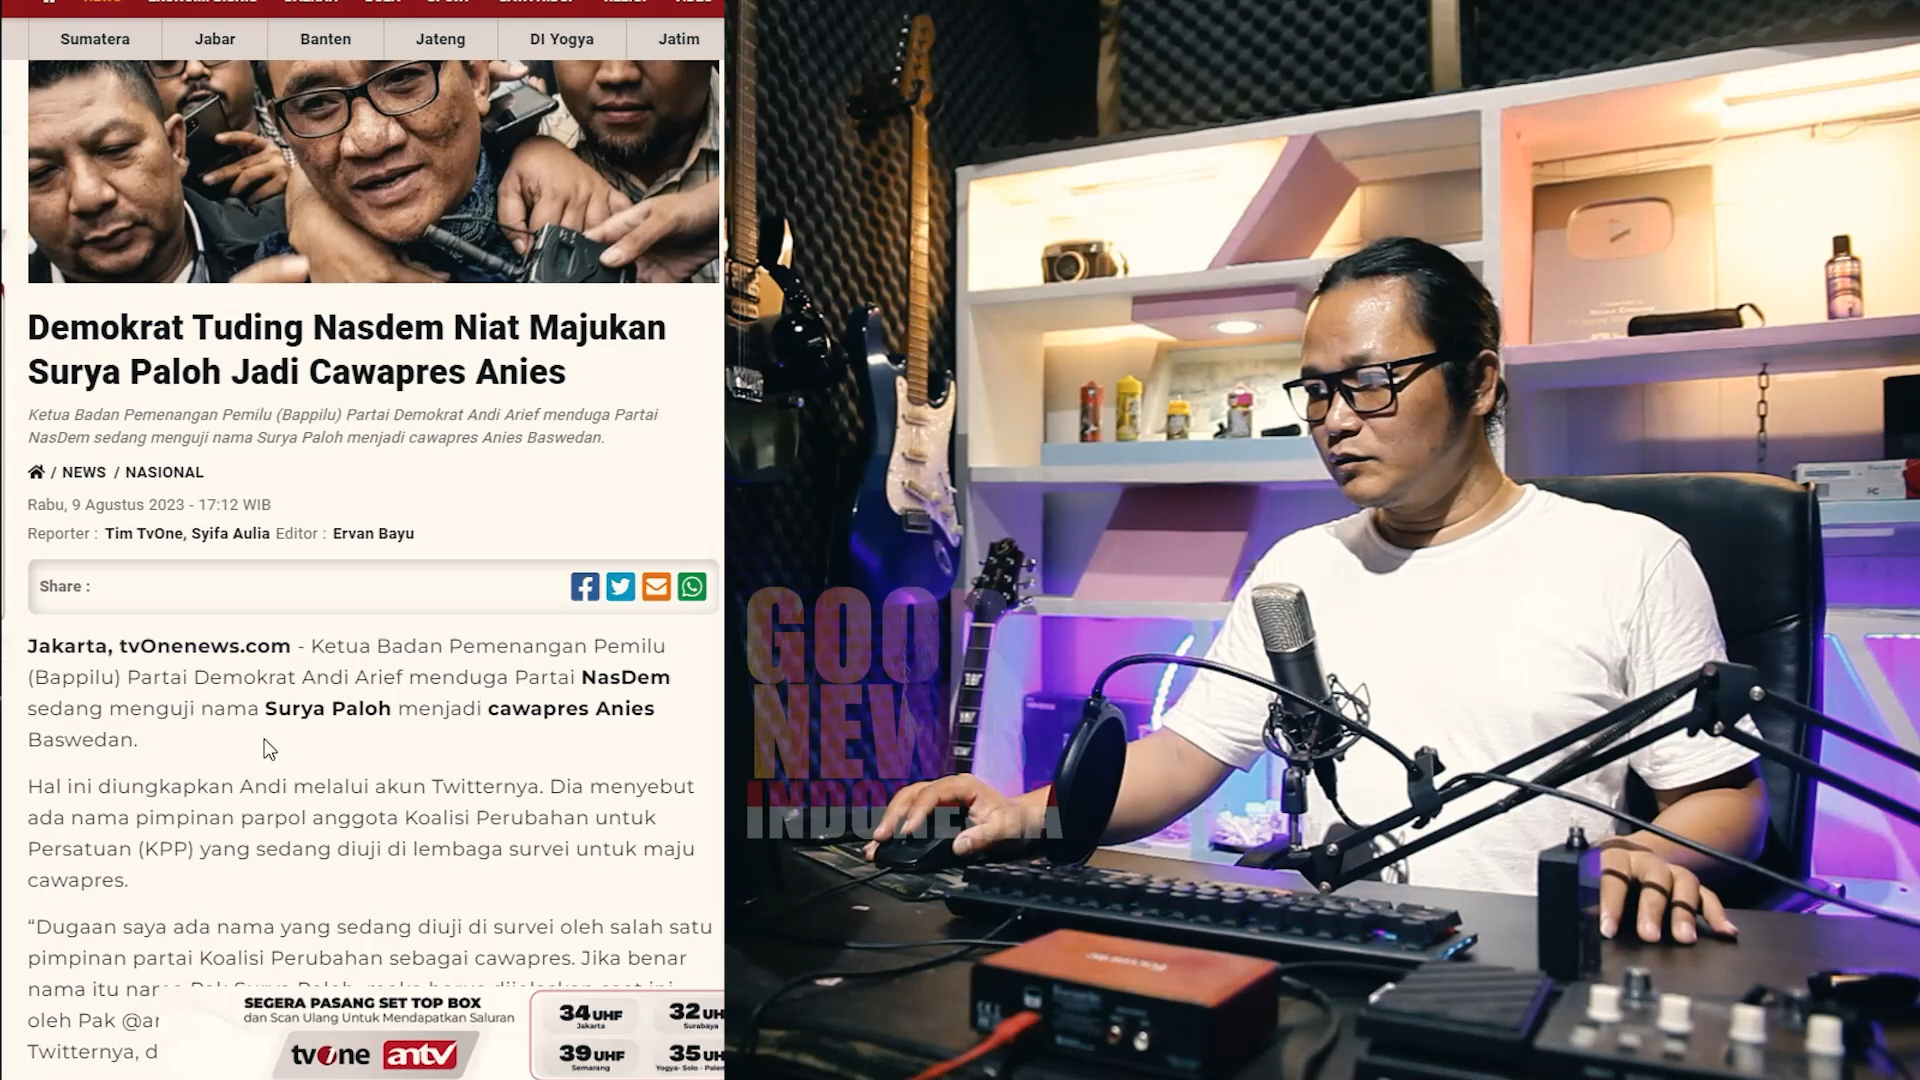 Sumatera
Jabar
Banten
Jateng
DI Yogya
Jatim
Demokrat Tuding Nasdem Niat Majukan
Surya Paloh Jadi Cawapres Anies
Ketua Badan Pemenangan Pemilu (Bappilu) Partai Demokrat Andi Arief menduga Partai
NasDem sedang menguji nama Surya Paloh menjadi cawapres Anies Baswedan.
/ NEWS / NASIONAL
Rabu, 9 Agustus 2023 - 17:12 WIB
Reporter : Tim TvOne, Syifa Aulia Editor : Ervan Bayu
Share :
Jakarta, tvOnenews.com - Ketua Badan Pemenangan Pemilu
(Bappilu) Partai Demokrat Andi Arief menduga Partai NasDem
sedang menguji nama Surya Paloh menjadi cawapres Anies
Baswedan.
Hal ini diungkapkan Andi melalui akun Twitternya. Dia menyebut
ada nama pimpinan parpol anggota Koalisi Perubahan untuk
Persatuan (KPP) yang sedang diuji di lembaga survei untuk maju
cawapres.
“Dugaan saya ada nama yang sedang diuji di survei oleh salah satu
pimpinan partai Koalisi Perubahan sebagai cawapres. Jika benar
nama itu
oleh Pak
Twitternya,
SEGERA PASANG SET TOP BOX
dan Scan Ulang Untuk Mendapatkan Saluran
tvOne antv
34 UHF
Jakarta
32
Surabaya
39 UHF
Semarang
35
GOO
NEW
INDONESIA